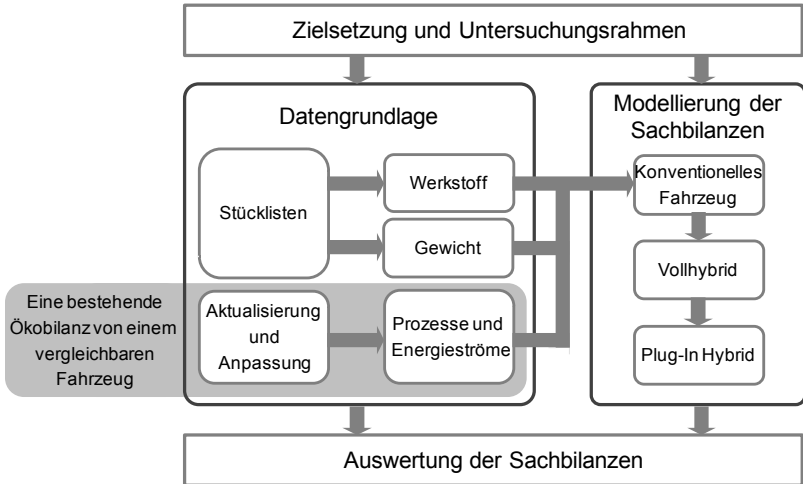 Zielsetzung und Untersuchungsrahmen
Datengrundlage
Stücklisten
Werkstoff
Gewicht
Eine bestehende
Ökobilanz von einem
vergleichbaren
Fahrzeug
Aktualisierung
und
Anpassung
Prozesse und
Energieströme
Modellierung der
Sachbilanzen
Konventionelles
Fahrzeug
Vollhybrid
Plug-In Hybrid
Auswertung der Sachbilanzen